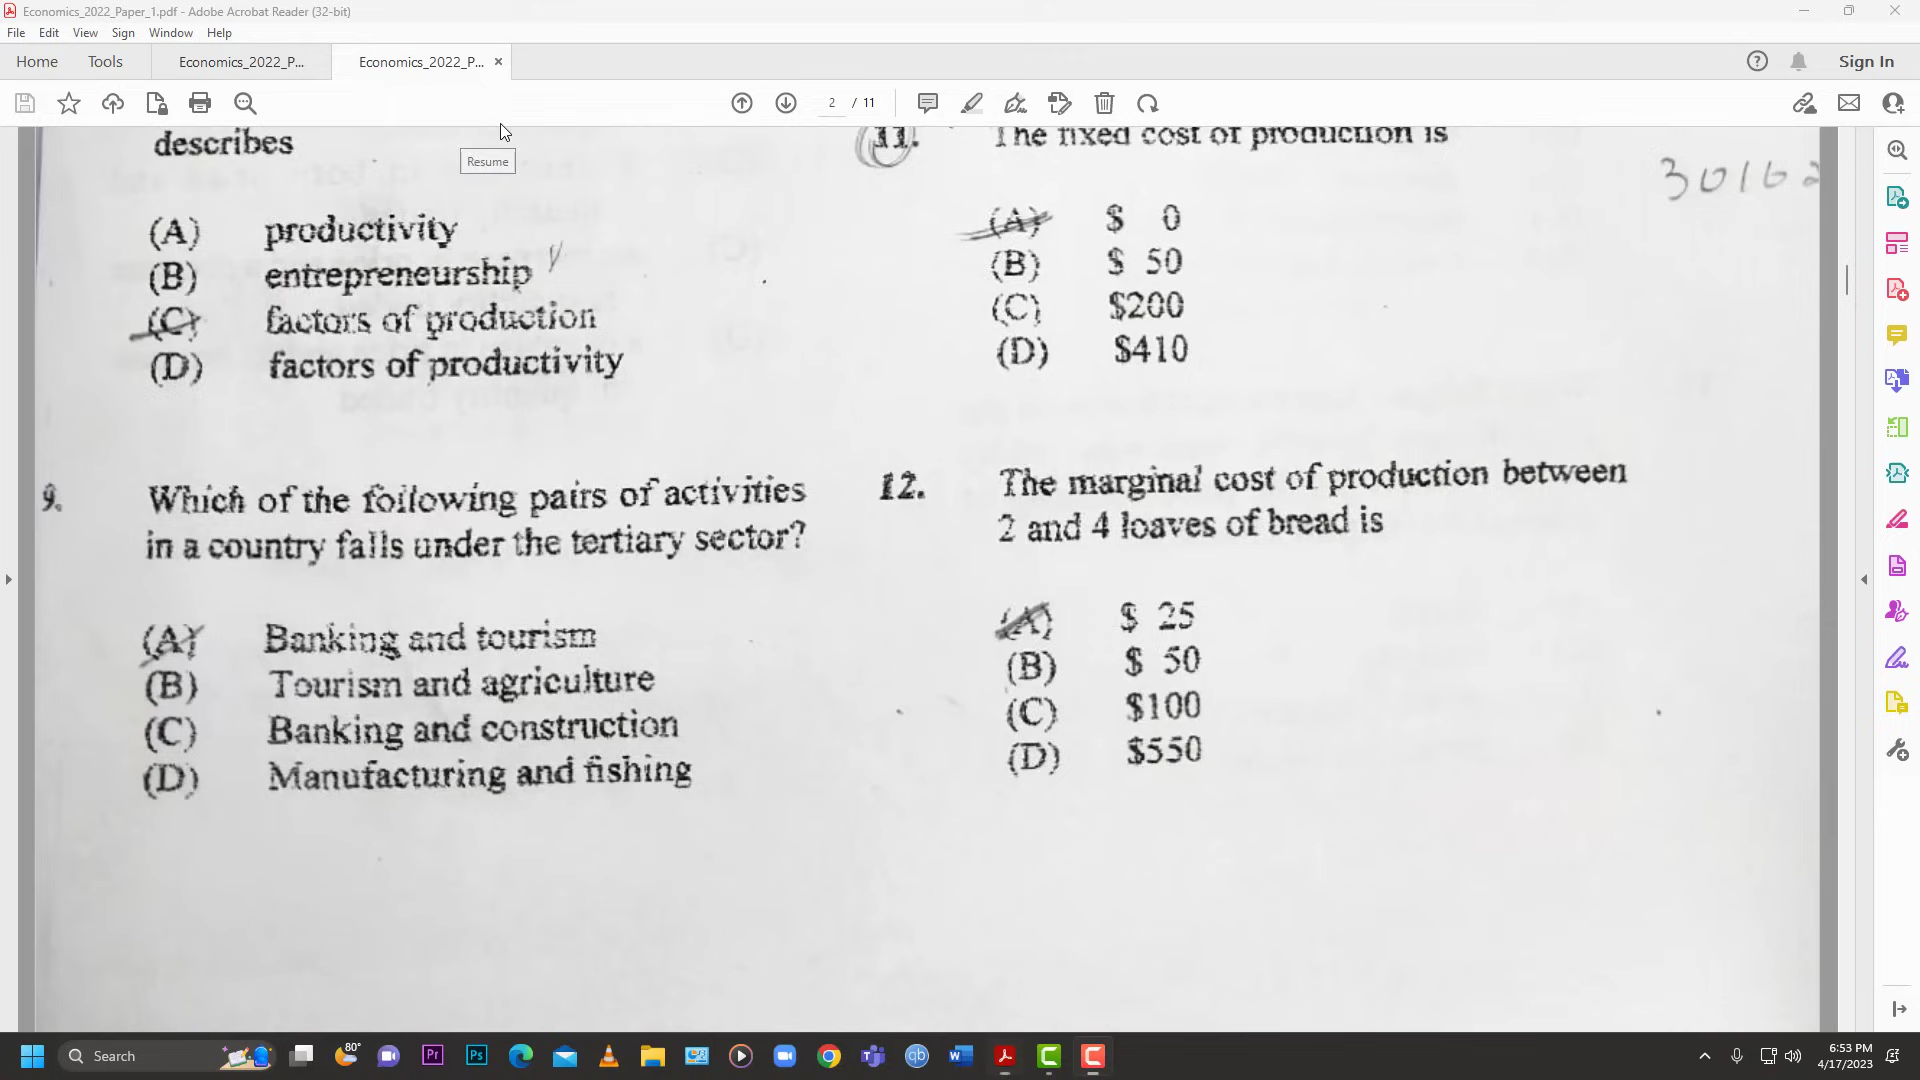 Economics_2022_Paper_1.pdf - Adobe Acrobat Reader (32-bit)
File Edit View Sign Window Help
Home Tools Economics_2022_P... Economics_2022_P... ×
Sign In
2 / 11
Resume
describes
(A) productivity
(B) entrepreneurship
(C) factors of production
(D) factors of productivity
9. Which of the following pairs of activities
in a country falls under the tertiary sector?
(A) Banking and tourism
(B) Tourism and agriculture
(C) Banking and construction
(D) Manufacturing and fishing
11. The fixed cost of production is
30162
(A) $ 0
(B) $ 50
(C) $200
(D) $410
12. The marginal cost of production between
2 and 4 loaves of bread is
(A) $ 25
(B) $ 50
(C) $100
(D) $550
Search
80°
6:53 PM
4/17/2023